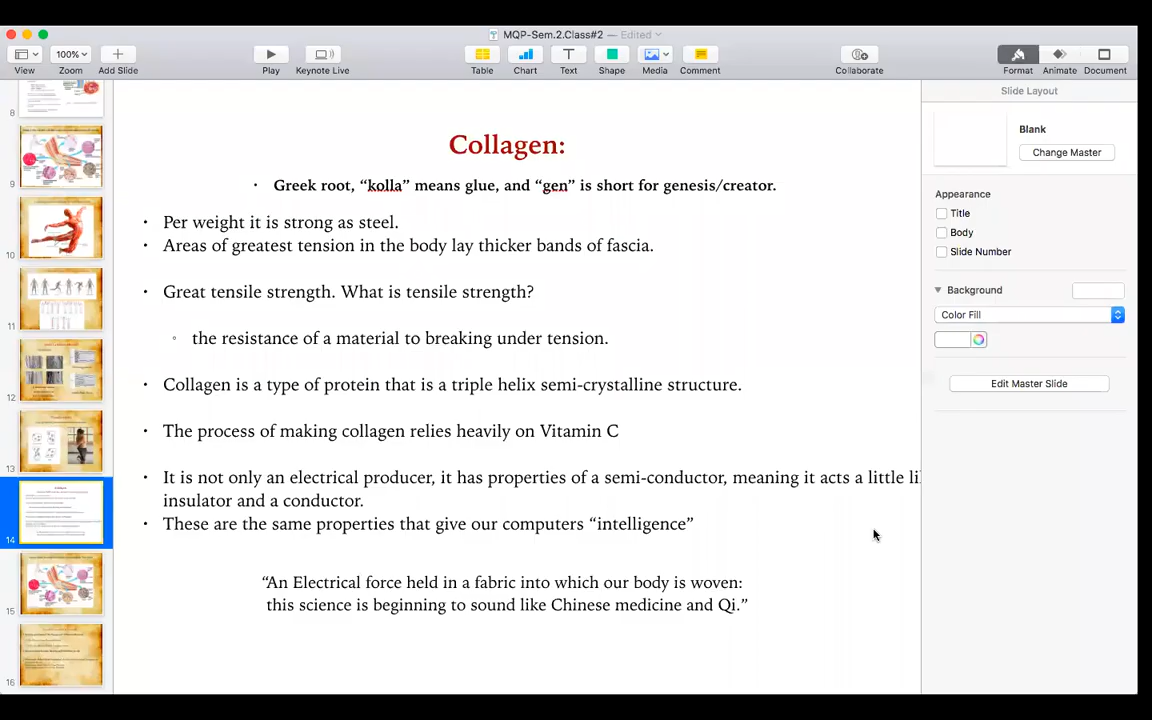 MQP-Sem.2.Class#2 — Edited
100%
View
Zoom
Add Slide
Play
Keynote Live
Table
Chart
Text
Shape
Media
Comment
Collaborate
Format
Animate
Document
Slide Layout
Blank
Change Master
Appearance
Title
Body
Slide Number
Background
Color Fill
Edit Master Slide
8
9
10
11
12
13
14
15
16
Collagen:
• Greek root, “kolla” means glue, and “gen” is short for genesis/creator.
• Per weight it is strong as steel.
• Areas of greatest tension in the body lay thicker bands of fascia.
• Great tensile strength. What is tensile strength?
◦ the resistance of a material to breaking under tension.
• Collagen is a type of protein that is a triple helix semi-crystalline structure.
• The process of making collagen relies heavily on Vitamin C
• It is not only an electrical producer, it has properties of a semi-conductor, meaning it acts a little
insulator and a conductor.
• These are the same properties that give our computers “intelligence”
“An Electrical force held in a fabric into which our body is woven:
this science is beginning to sound like Chinese medicine and Qi.”